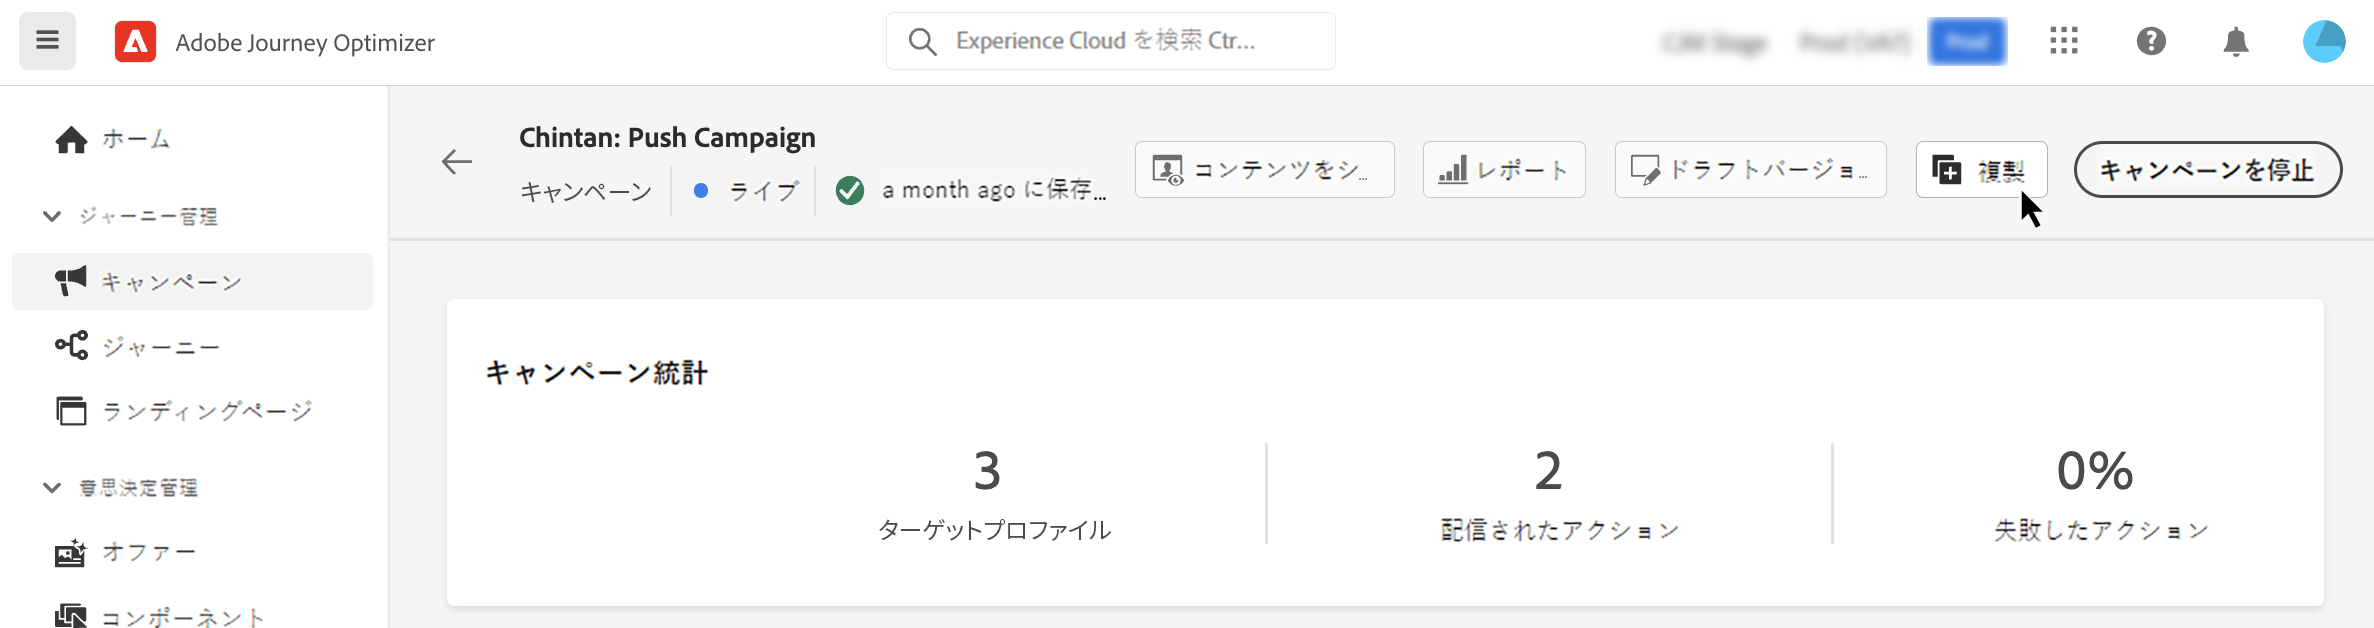 Adobe Journey Optimizer
Experience Cloud を検索 Ctr...
Prod
ホーム
ジャーニー管理
キャンペーン
ジャーニー
ランディングページ
意思決定管理
オファー
コンポーネント
Chintan: Push Campaign
キャンペーン
ライブ
a month ago に保存...
コンテンツをシ...
レポート
ドラフトバージョ...
複製
キャンペーンを停止
キャンペーン統計
3
ターゲットプロファイル
2
配信されたアクション
0%
失敗したアクション